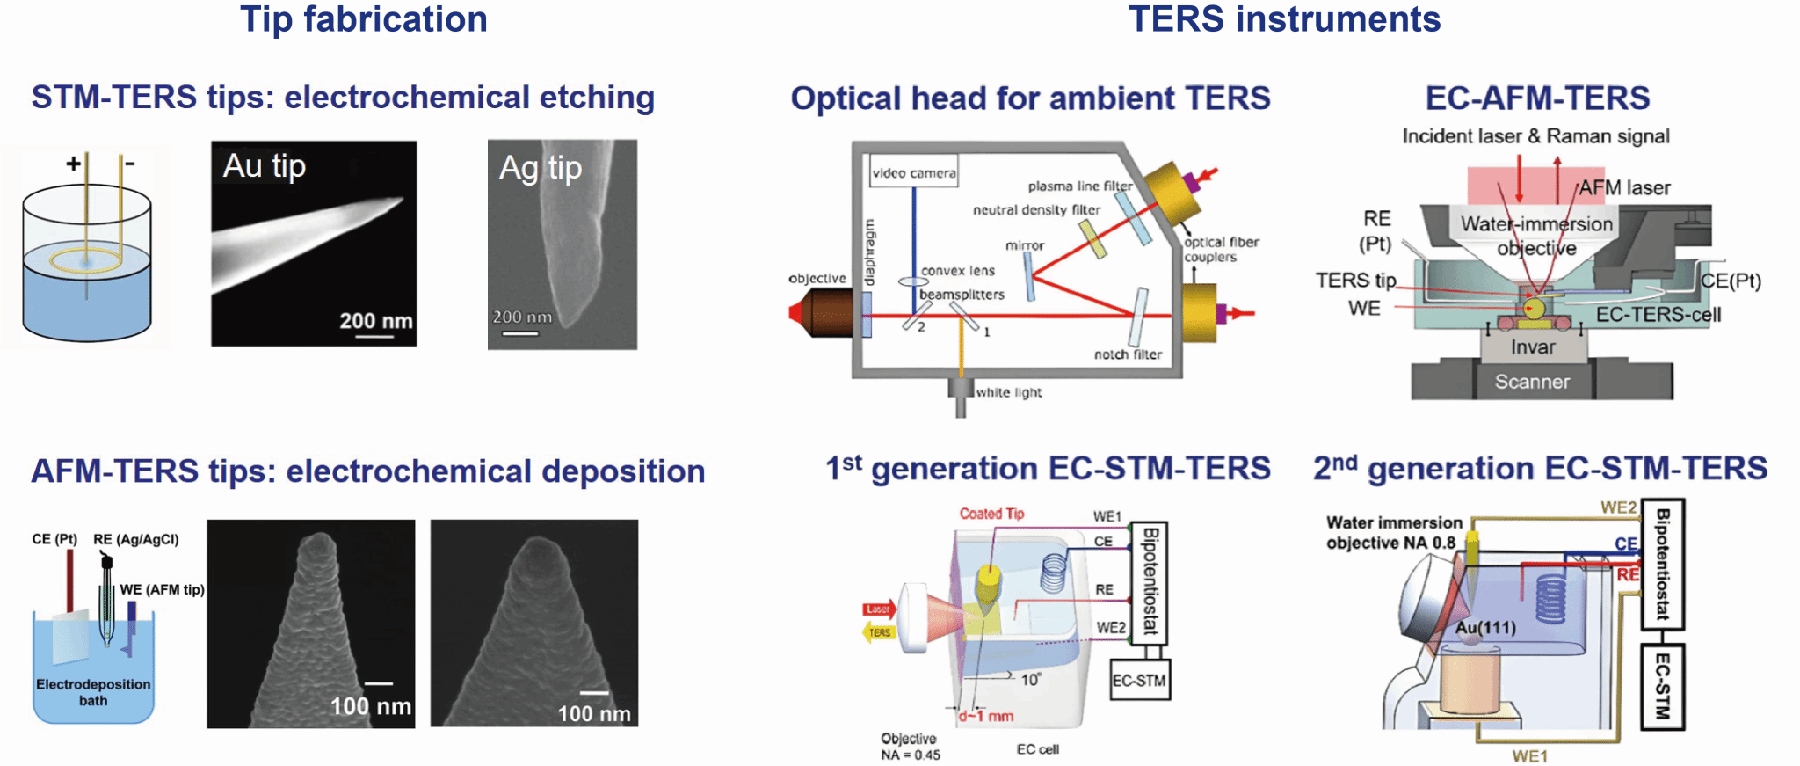 Tip fabrication
STM-TERS tips: electrochemical etching
+ -
Au tip
200 nm
Ag tip
200 nm
AFM-TERS tips: electrochemical deposition
CE (Pt) RE (Ag/AgCl)
WE (AFM tip)
Electrodeposition
bath
100 nm
100 nm
TERS instruments
Optical head for ambient TERS
video camera
plasma line filter
neutral density filter
mirror
optical fiber
couplers
diaphragm
objective
convex lens
beamsplitters
2
1
notch filter
white light
EC-AFM-TERS
Incident laser & Raman signal
AFM laser
RE
(Pt)
Water-immersion
objective
TERS tip
CE(Pt)
WE
EC-TERS-cell
Invar
Scanner
1st generation EC-STM-TERS
Coated Tip
WE1
CE
Bipotentiostat
RE
Laser
TERS
WE2
EC-STM
10°
d~1 mm
Objective
NA = 0.45
EC cell
2nd generation EC-STM-TERS
WE2
Water immersion
objective NA 0.8
CE
RE
Bipotentiostat
Au(111)
EC-STM
WE1